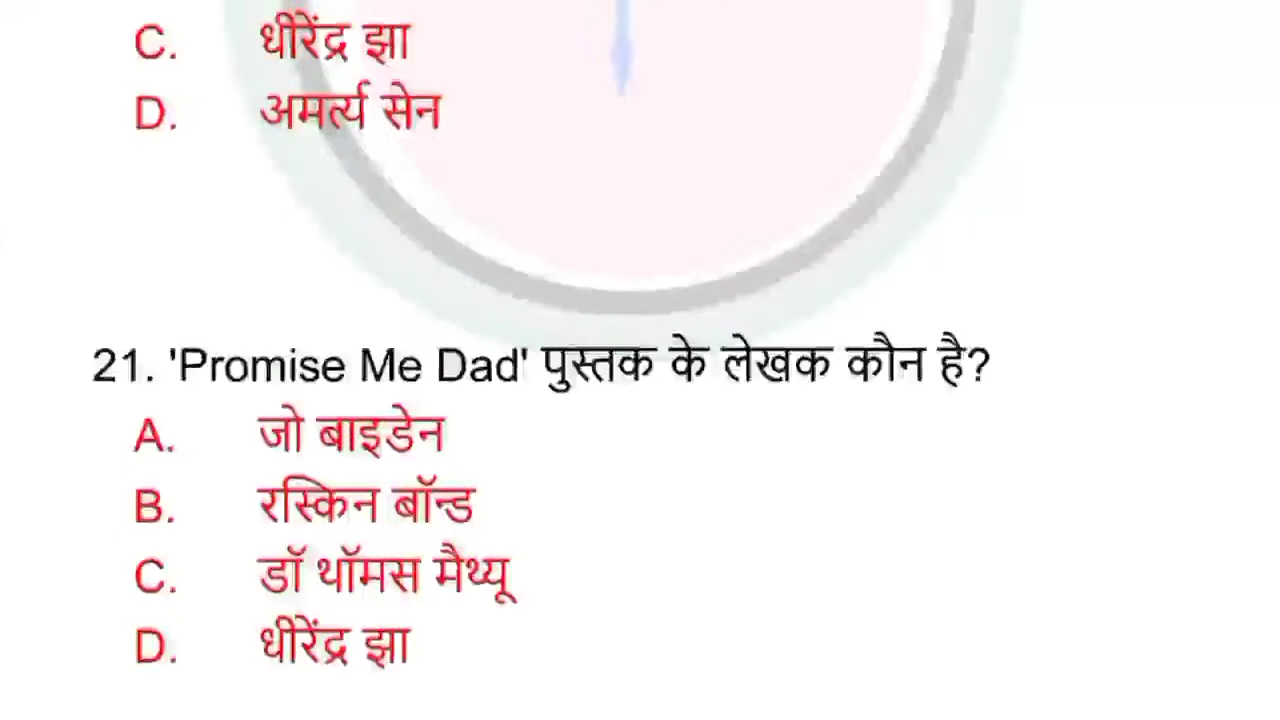 C. धीरेंद्र झा
D. अमर्त्य सेन
21. 'Promise Me Dad' पुस्तक के लेखक कौन है?
A. जो बाइडेन
B. रस्किन बॉन्ड
C. डॉ थॉमस मैथ्यू
D. धीरेंद्र झा